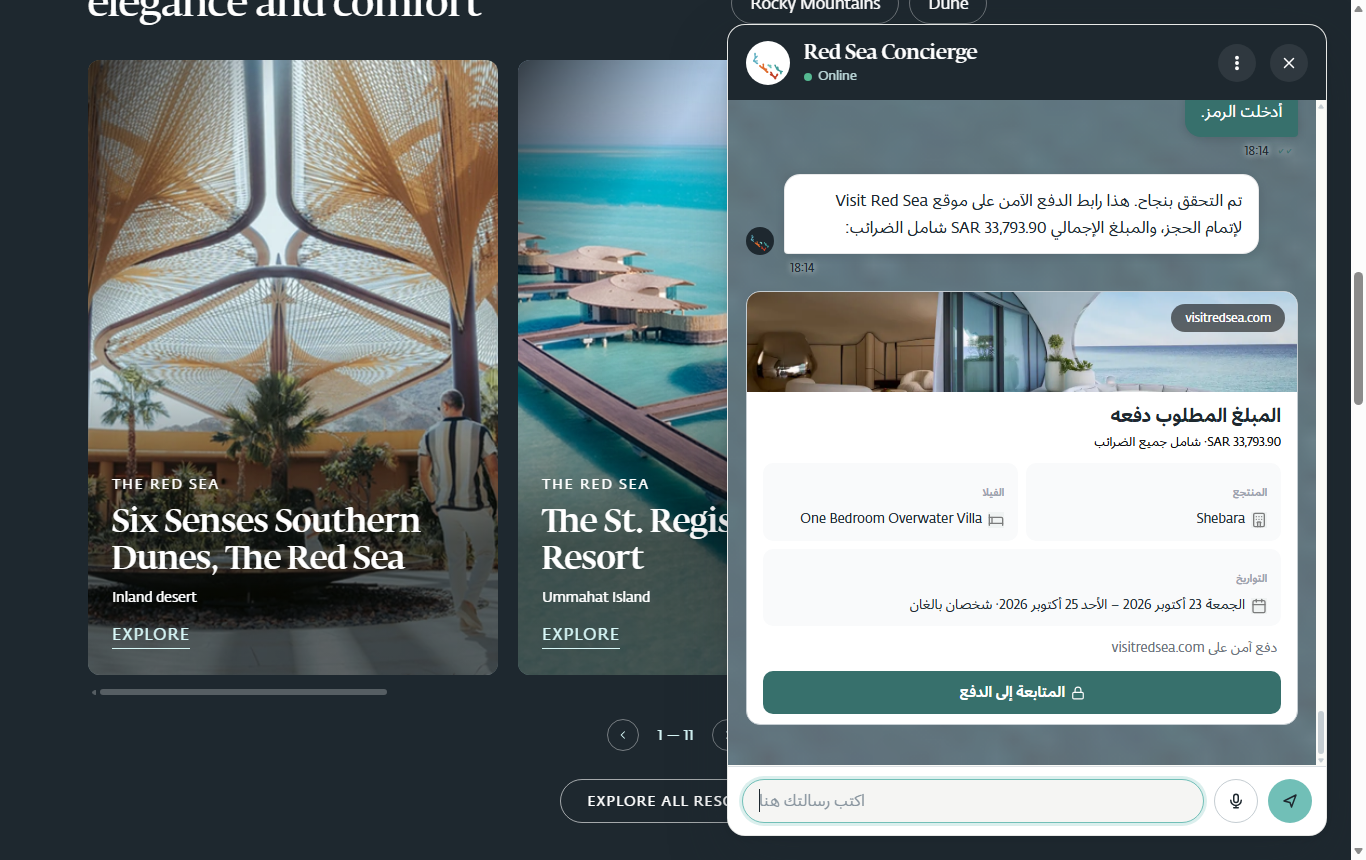 elegance and comfort
Rocky Mountains
Dune
THE RED SEA
Six Senses Southern
Dunes, The Red Sea
Inland desert
EXPLORE
THE RED SEA
The St. Regis
Resort
Ummahat Island
EXPLORE
1 — 11
EXPLORE ALL
Red Sea Concierge
Online
أدخلت الرمز.
18:14
تم التحقق بنجاح. هذا رابط الدفع الآمن على موقع Visit Red Sea
لإتمام الحجز، والمبلغ الإجمالي SAR 33,793.90 شامل الضرائب:
18:14
visitredsea.com
المبلغ المطلوب دفعه
SAR 33,793.90· شامل جميع الضرائب
المنتجع
Shebara
الفيلا
One Bedroom Overwater Villa
التواريخ
الجمعة 23 أكتوبر 2026 – الأحد 25 أكتوبر 2026· شخصان بالغان
دفع آمن على visitredsea.com
المتابعة إلى الدفع
اكتب رسالتك هنا